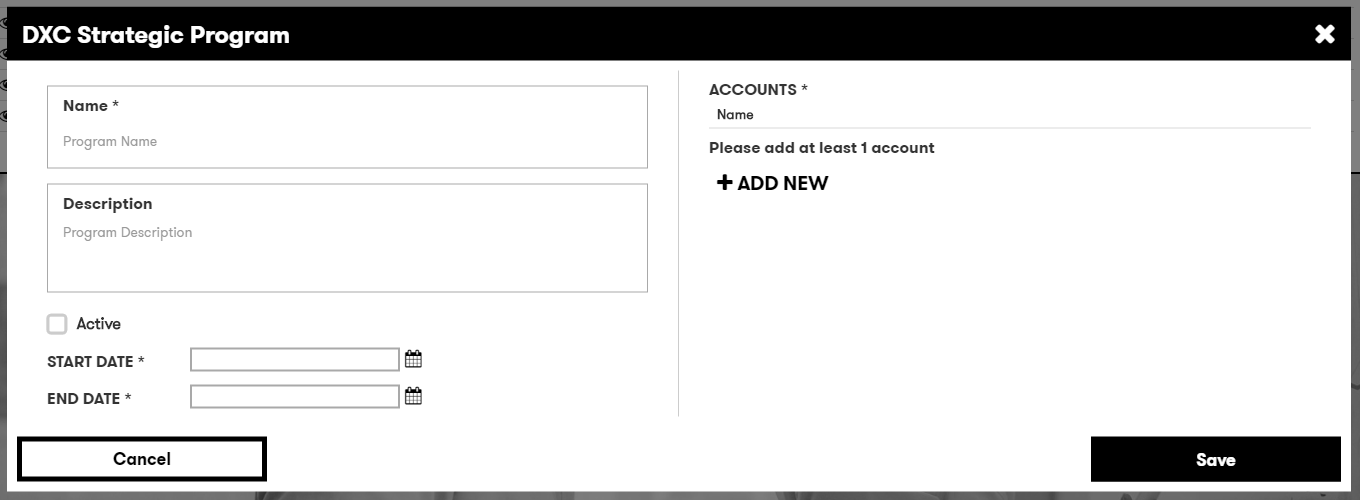 DXC Strategic Program
Name *
Program Name
Description
Program Description
Active
START DATE *
END DATE *
ACCOUNTS *
Name
Please add at least 1 account
ADD NEW
Cancel
Save